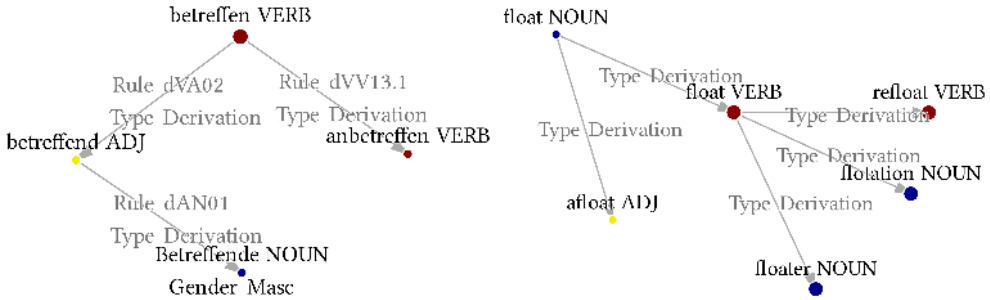 betreffen VERB
Rule dVA02
Type Derivation
Rule dVV13.1
Type Derivation
betreffend ADJ
anbetreffen VERB
Rule dAN01
Type Derivation
Betreffende NOUN
Gender Masc
float NOUN
Type Derivation
float VERB
Type Derivation
refloat VERB
Type Derivation
Type Derivation
flotation NOUN
Type Derivation
afloat ADJ
floater NOUN